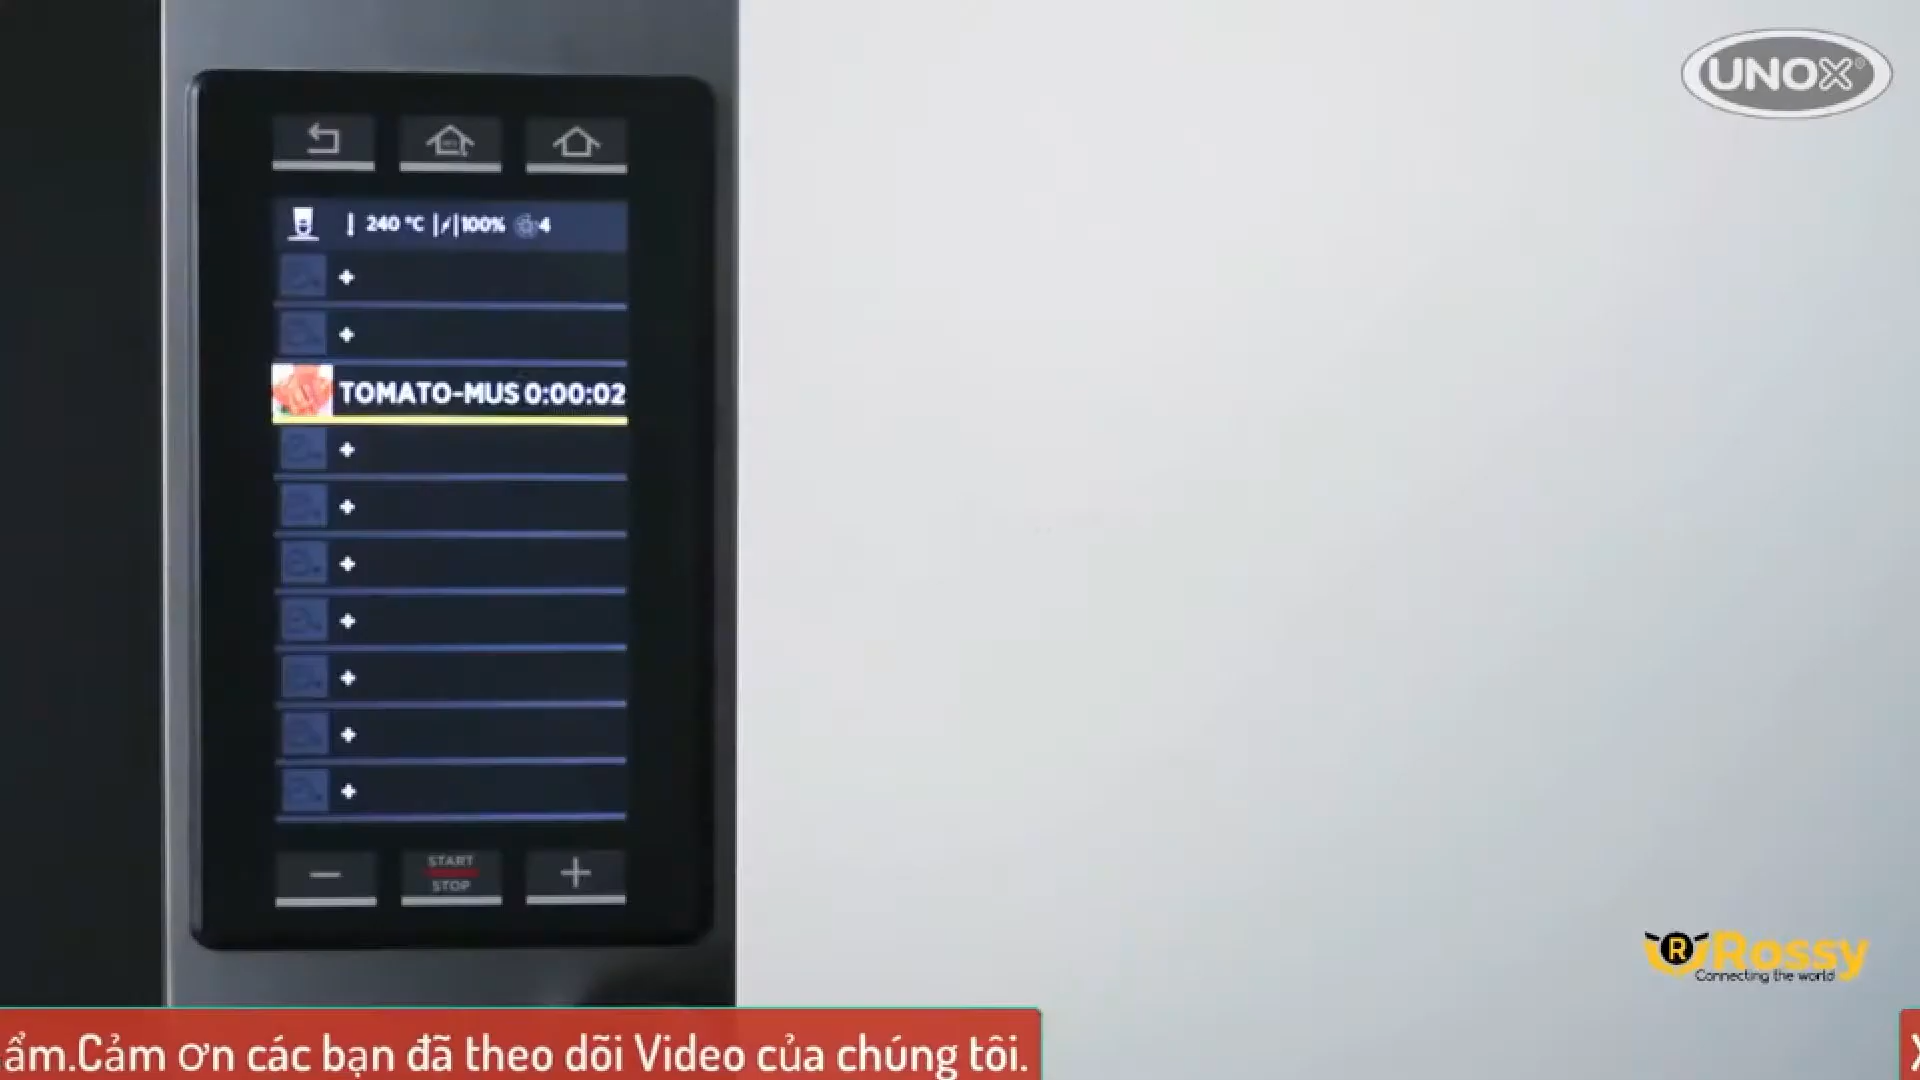 UNOX®
240 °C 100% 4
+
+
TOMATO-MUS 0:00:02
+
+
+
+
+
+
+
−
START
STOP
+
R Rossy
Connecting the world
ẩm.Cảm ơn các bạn đã theo dõi Video của chúng tôi.